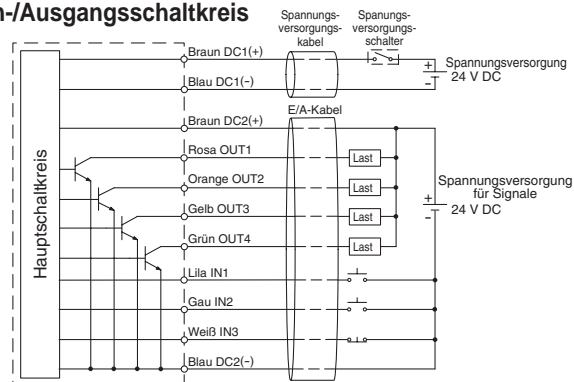 n-/Ausgangsschaltkreis
Spannungs-
versorgungs-
kabel
Spanungs-
versorgungs-
schalter
Braun DC1(+)
+
Spannungsversorgung
24 V DC
-
Blau DC1(-)
E/A-Kabel
Braun DC2(+)
Hauptschaltkreis
Rosa OUT1
Last
Orange OUT2
Last
Spannungsversorgung
für Signale
+
24 V DC
-
Gelb OUT3
Last
Grün OUT4
Last
Lila IN1
Gau IN2
Weiß IN3
Blau DC2(-)